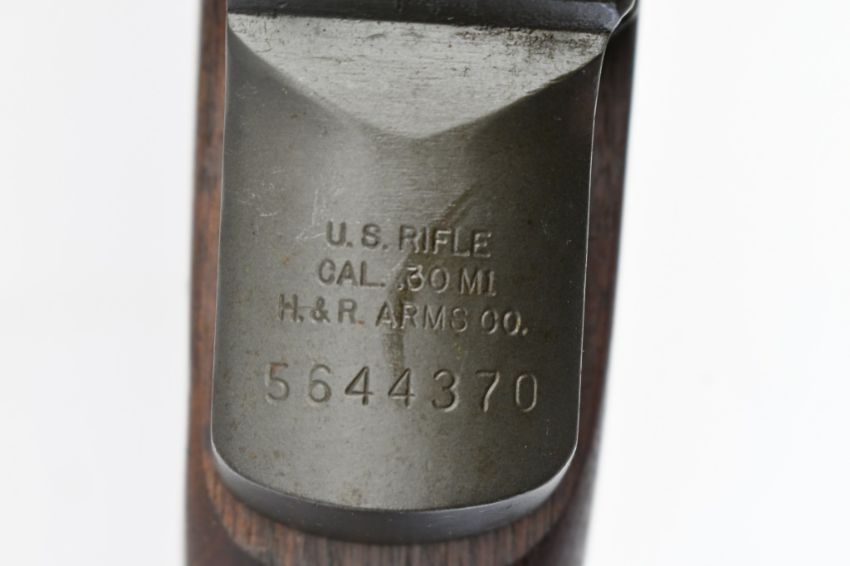 U. S. RIFLE
CAL. .30 M1
H. & R. ARMS CO.
5644370